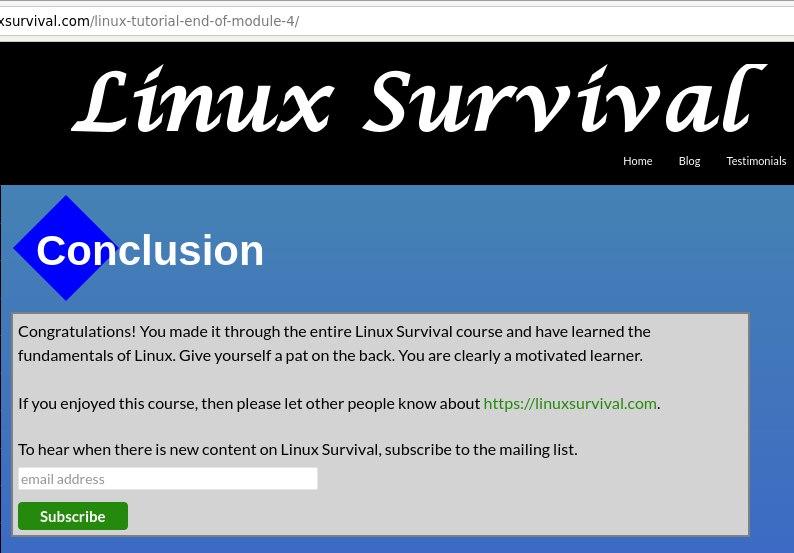 xsurvival.com/linux-tutorial-end-of-module-4/
Linux Survival
Home Blog Testimonials
Conclusion
Congratulations! You made it through the entire Linux Survival course and have learned the
fundamentals of Linux. Give yourself a pat on the back. You are clearly a motivated learner.
If you enjoyed this course, then please let other people know about https://linuxsurvival.com.
To hear when there is new content on Linux Survival, subscribe to the mailing list.
email address
Subscribe